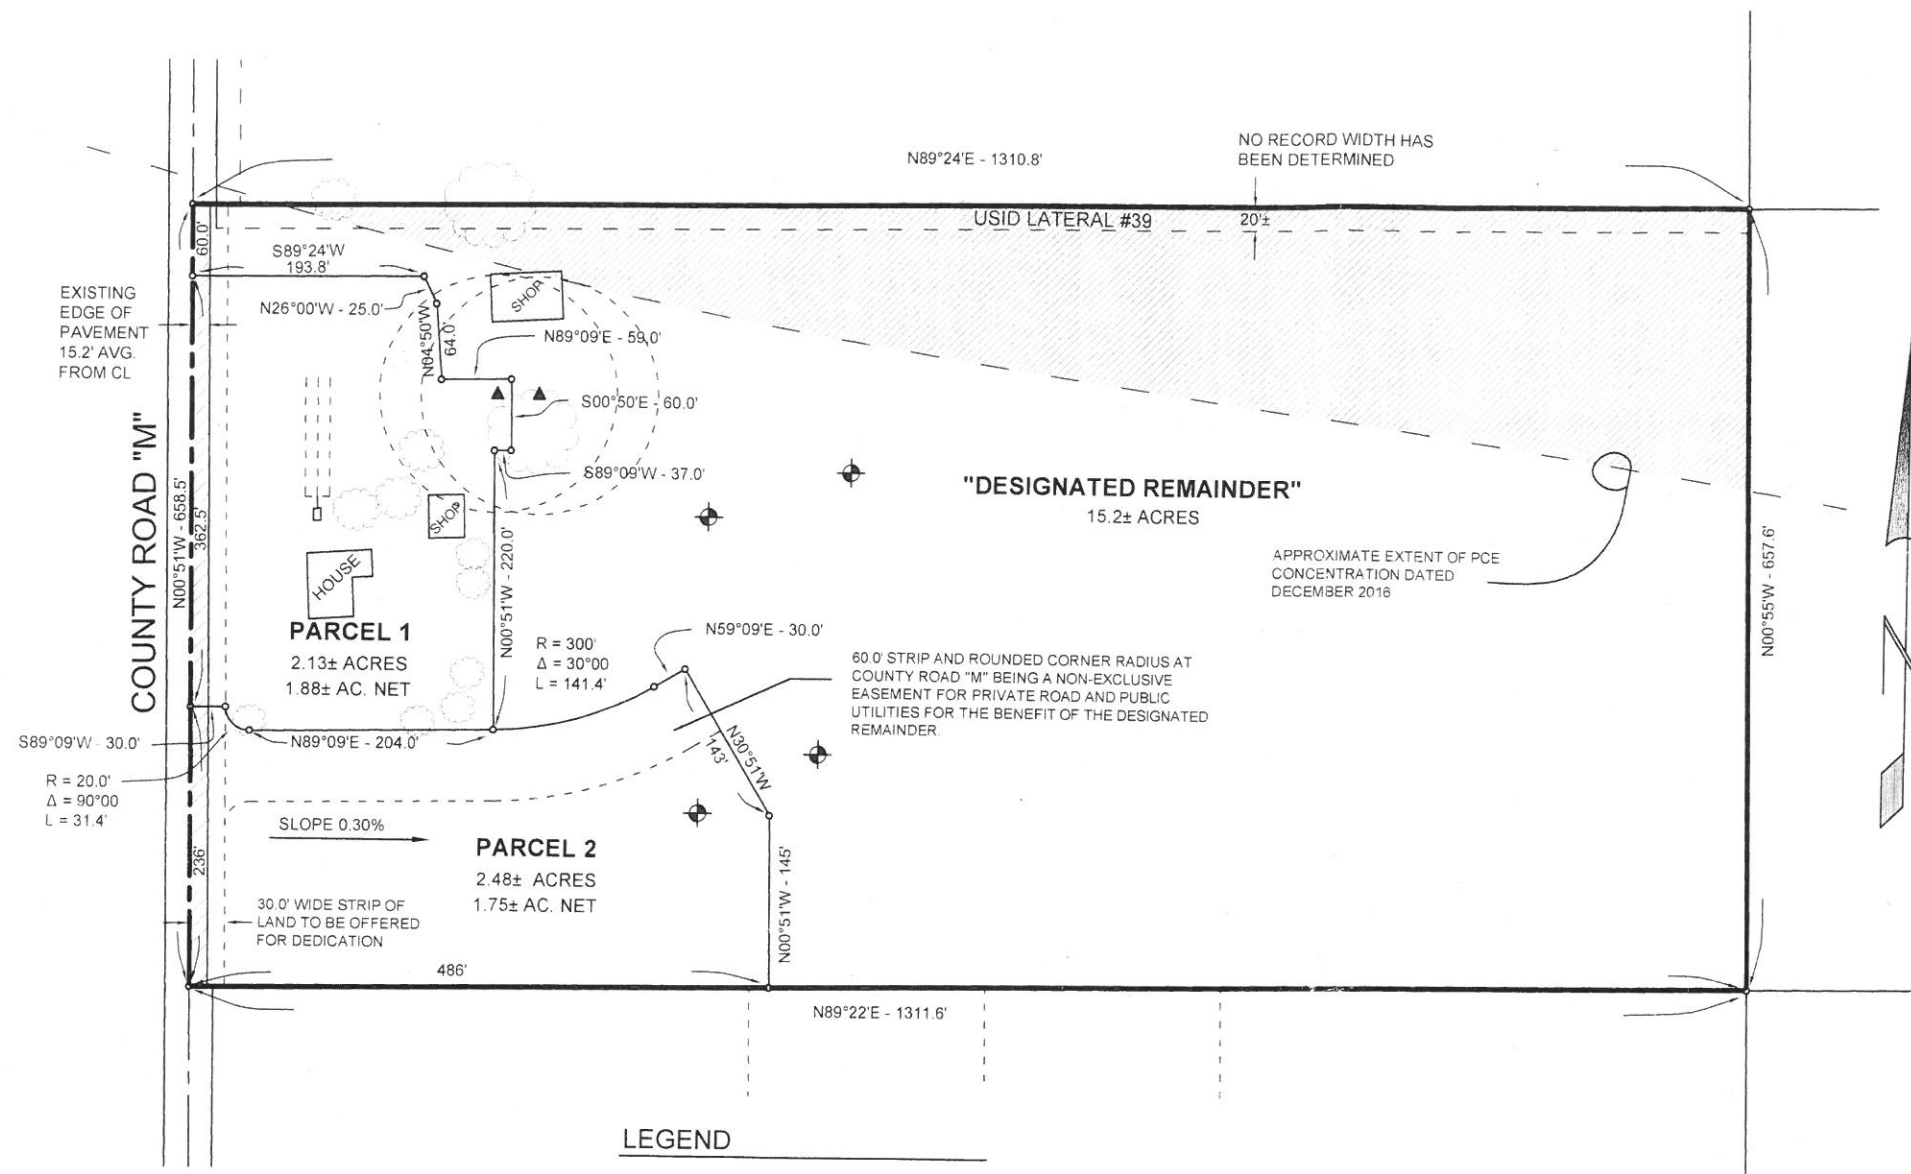 N89°24'E - 1310.8'
NO RECORD WIDTH HAS
BEEN DETERMINED
USID LATERAL #39
20'±
60.0'
S89°24'W
193.8'
EXISTING
EDGE OF
PAVEMENT
15.2' AVG.
FROM CL
N26°00'W - 25.0'
N04°50'W
64.0'
SHOP
N89°09'E - 59.0'
S00°50'E - 60.0'
S89°09'W - 37.0'
COUNTY ROAD "M"
N00°51'W - 658.5'
362.5'
SHOP
HOUSE
N00°51'W - 220.0'
"DESIGNATED REMAINDER"
15.2± ACRES
APPROXIMATE EXTENT OF PCE
CONCENTRATION DATED
DECEMBER 2016
N00°55'W - 657.6'
PARCEL 1
2.13± ACRES
1.88± AC. NET
R = 300'
Δ = 30°00
L = 141.4'
N59°09'E - 30.0'
60.0' STRIP AND ROUNDED CORNER RADIUS AT
COUNTY ROAD "M" BEING A NON-EXCLUSIVE
EASEMENT FOR PRIVATE ROAD AND PUBLIC
UTILITIES FOR THE BENEFIT OF THE DESIGNATED
REMAINDER.
S89°09'W - 30.0'
N89°09'E - 204.0'
N30°51'W
143'
R = 20.0'
Δ = 90°00
L = 31.4'
SLOPE 0.30%
236'
PARCEL 2
2.48± ACRES
1.75± AC. NET
30.0' WIDE STRIP OF
LAND TO BE OFFERED
FOR DEDICATION
N00°51'W - 145'
486'
N89°22'E - 1311.6'
LEGEND